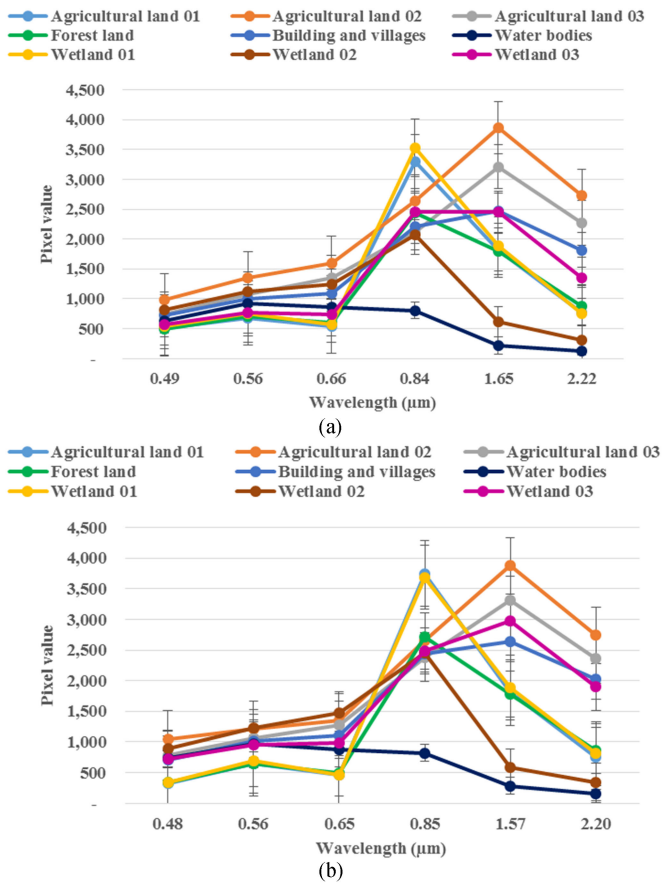 Agricultural land 01 Agricultural land 02 Agricultural land 03
Forest land Building and villages Water bodies
Wetland 01 Wetland 02 Wetland 03
4,500
4,000
3,500
3,000
2,500
2,000
1,500
1,000
500
-
Pixel value
0.49 0.56 0.66 0.84 1.65 2.22
Wavelength (µm)
(a)
Agricultural land 01 Agricultural land 02 Agricultural land 03
Forest land Building and villages Water bodies
Wetland 01 Wetland 02 Wetland 03
4,500
4,000
3,500
3,000
2,500
2,000
1,500
1,000
500
-
Pixel value
0.48 0.56 0.65 0.85 1.57 2.20
Wavelength (µm)
(b)